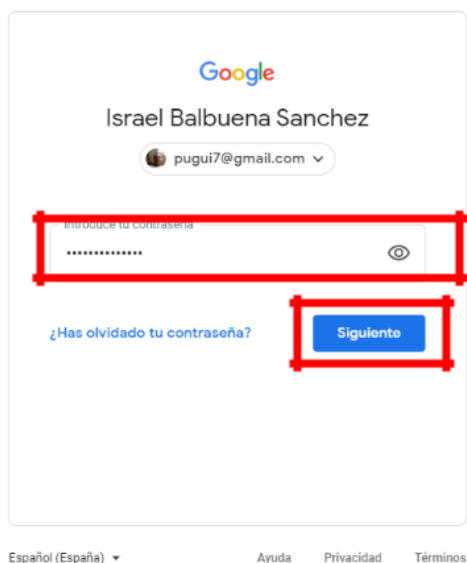 Google
Israel Balbuena Sanchez
pugui7@gmail.com
Introduce tu contraseña
••••••••••••••
¿Has olvidado tu contraseña?
Siguiente
Español (España)
Ayuda Privacidad Términos